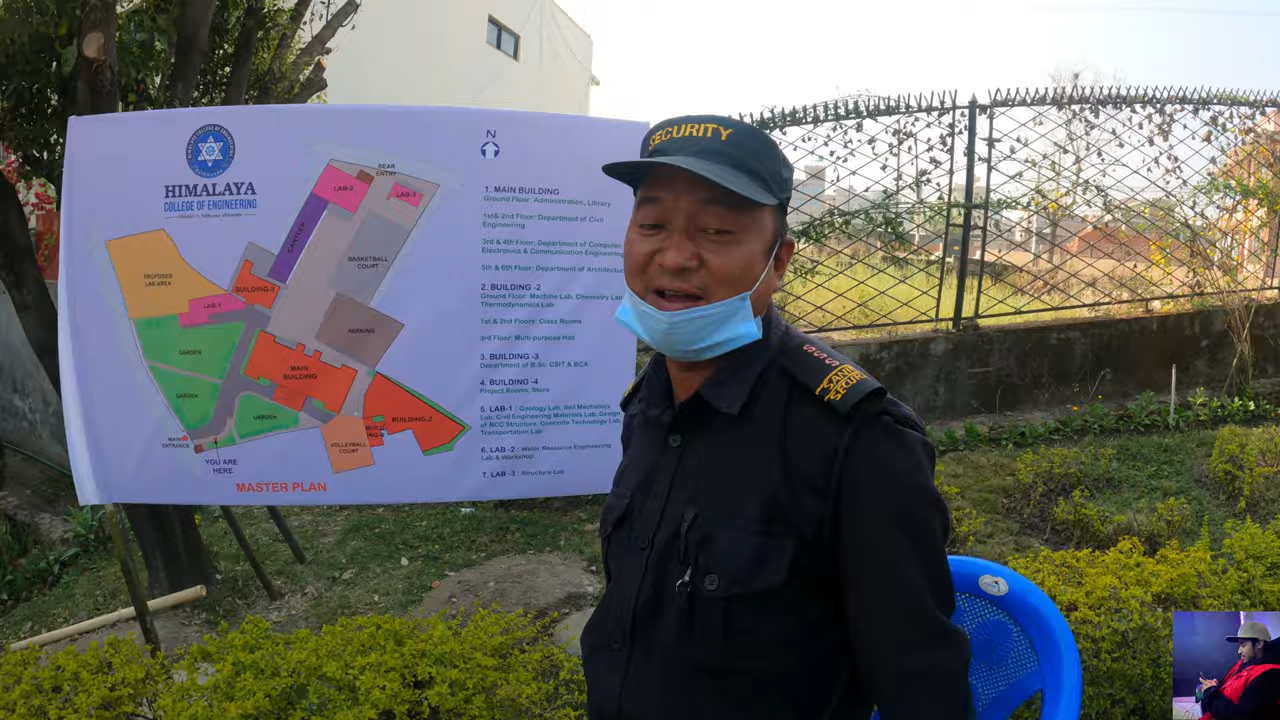 HIMALAYA
COLLEGE OF ENGINEERING
N
REAR
ENTRY
LAB-2
LAB-3
CANTEEN
BASKETBALL
COURT
PROPOSED
LAB AREA
BUILDING-3
LAB-1
PARKING
GARDEN
MAIN
BUILDING
GARDEN
GARDEN
BUILDING-2
VOLLEYBALL
COURT
MAIN
ENTRANCE
YOU ARE
HERE.
MASTER PLAN
1. MAIN BUILDING
Ground Floor: Administration, Library
1st& 2nd Floor: Department of Civil
Engineering
3rd & 4th Floor: Department of Computer,
Electronics & Communication Engineering
5th & 6th Floor: Department of Architecture
2. BUILDING -2
Ground Floor: Machine Lab, Chemistry Lab
Thermodynamics Lab
1st & 2nd Floors: Class Rooms
3rd Floor: Multi-purpose Hall
3. BUILDING -3
Department of B.Sc. CSIT & BCA
4. BUILDING -4
Project Rooms, Store
5. LAB-1 : Geology Lab, Soil Mechanics
Lab, Civil Engineering Materials Lab, Design
of RCC Structure, Concrete Technology Lab,
Transportation Lab
6. LAB -2 : Water Resource Engineering
Lab & Workshop
7. LAB -3 : Structure Lab
SECURITY
SSSS